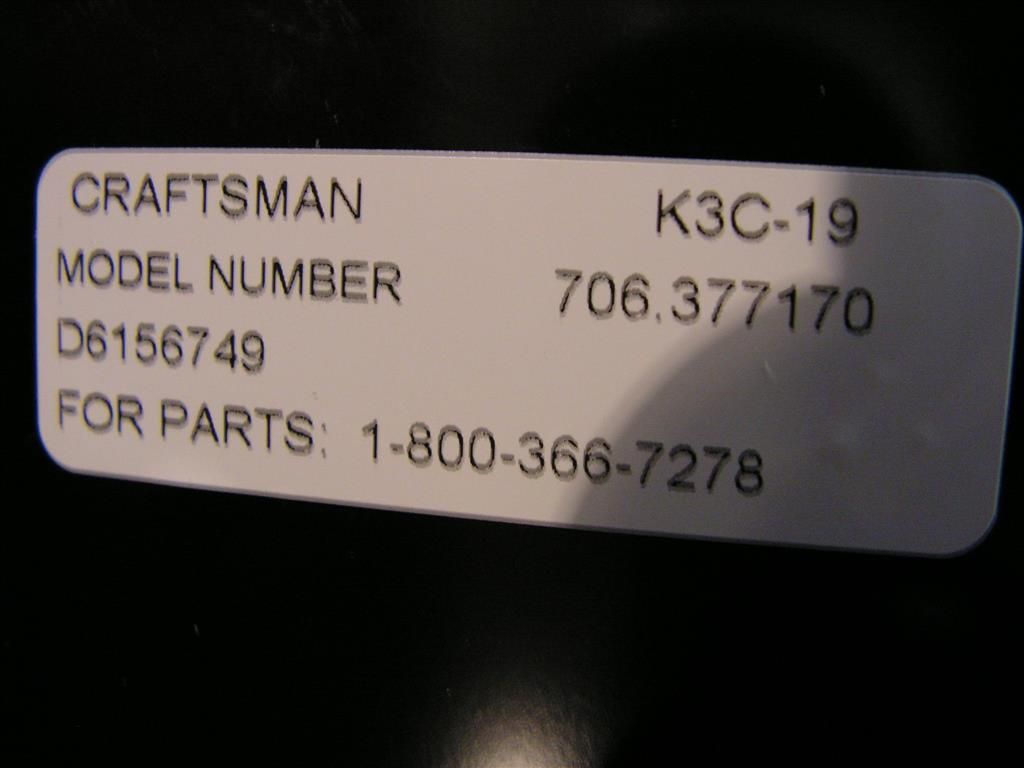 CRAFTSMAN K3C-19
MODEL NUMBER 706.377170
D6156749
FOR PARTS: 1-800-366-7278